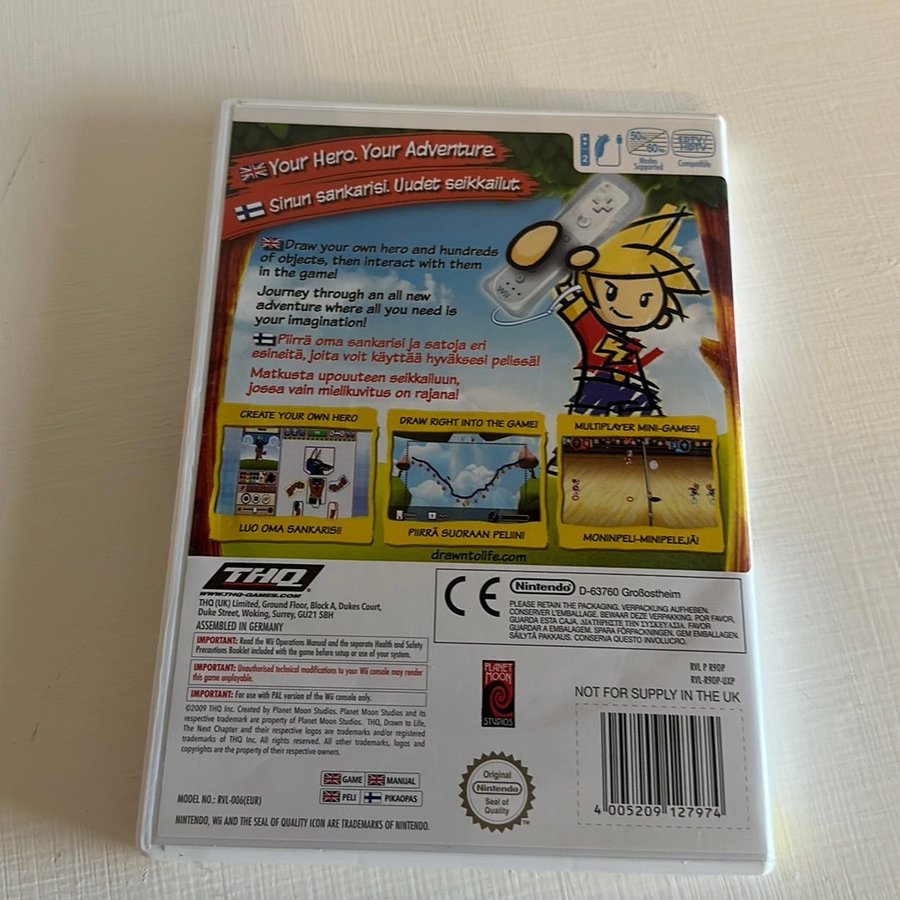 Your Hero. Your Adventure.
Sinun sankarisi. Uudet seikkailut.
2
50Hz
60Hz
Modes
Supported
EDTV
HDTV
Compatible
Wii
Draw your own hero and hundreds
of objects, then interact with them
in the game!
Journey through an all new
adventure where all you need is
your imagination!
Piirrä oma sankarisi ja satoja eri
esineitä, joita voit käyttää hyväksesi pelissä!
Matkusta upouuteen seikkailuun,
jossa vain mielikuvitus on rajana!
CREATE YOUR OWN HERO
LUO OMA SANKARISI!
DRAW RIGHT INTO THE GAME!
PIIRRÄ SUORAAN PELIIN!
MULTIPLAYER MINI-GAMES!
MONINPELI-MINIPELEJÄ!
drawntolife.com
THQ
WWW.THQ-GAMES.COM
THQ (UK) Limited, Ground Floor, Block A, Dukes Court,
Duke Street, Woking, Surrey, GU21 5BH
ASSEMBLED IN GERMANY
IMPORTANT: Read the Wii Operations Manual and the separate Health and Safety
Precautions Booklet included with the game before setup or use of your system.
IMPORTANT: Unauthorised technical modifications to your Wii console may render
this game unplayable.
IMPORTANT: For use with PAL version of the Wii console only.
©2009 THQ Inc. Created by Planet Moon Studios. Planet Moon Studios and its
respective trademark are property of Planet Moon Studios. THQ, Drawn to Life,
The Next Chapter and their respective logos are trademarks and/or registered
trademarks of THQ Inc. All rights reserved. All other trademarks, logos and
copyrights are the property of their respective owners.
GAME
MANUAL
PELI
PIKAOPAS
MODEL NO.: RVL-006(EUR)
NINTENDO, Wii AND THE SEAL OF QUALITY ICON ARE TRADEMARKS OF NINTENDO.
CE
Nintendo® D-63760 Großostheim
PLEASE RETAIN THE PACKAGING. VERPACKUNG AUFHEBEN.
CONSERVER L'EMBALLAGE. BEWAAR DEZE VERPAKKING. POR FAVOR,
GUARDAR ESTA CAJA. ΔΙΑΤΗΡΗΣΤΕ ΤΗΝ ΣΥΣΚΕΥΑΣΙΑ. FAVOR
GUARDAR A EMBALAGEM. SPARA FÖRPACKNINGEN. GEM EMBALLAGEN.
SÄILYTÄ PAKKAUS. CONSERVA QUESTO INVOLUCRO.
PLANET
MOON
STUDIOS
RVL P R9DP
RVL-R9DP-UXP
NOT FOR SUPPLY IN THE UK
Original
Nintendo
Seal of
Quality
TM
4 005209 127974